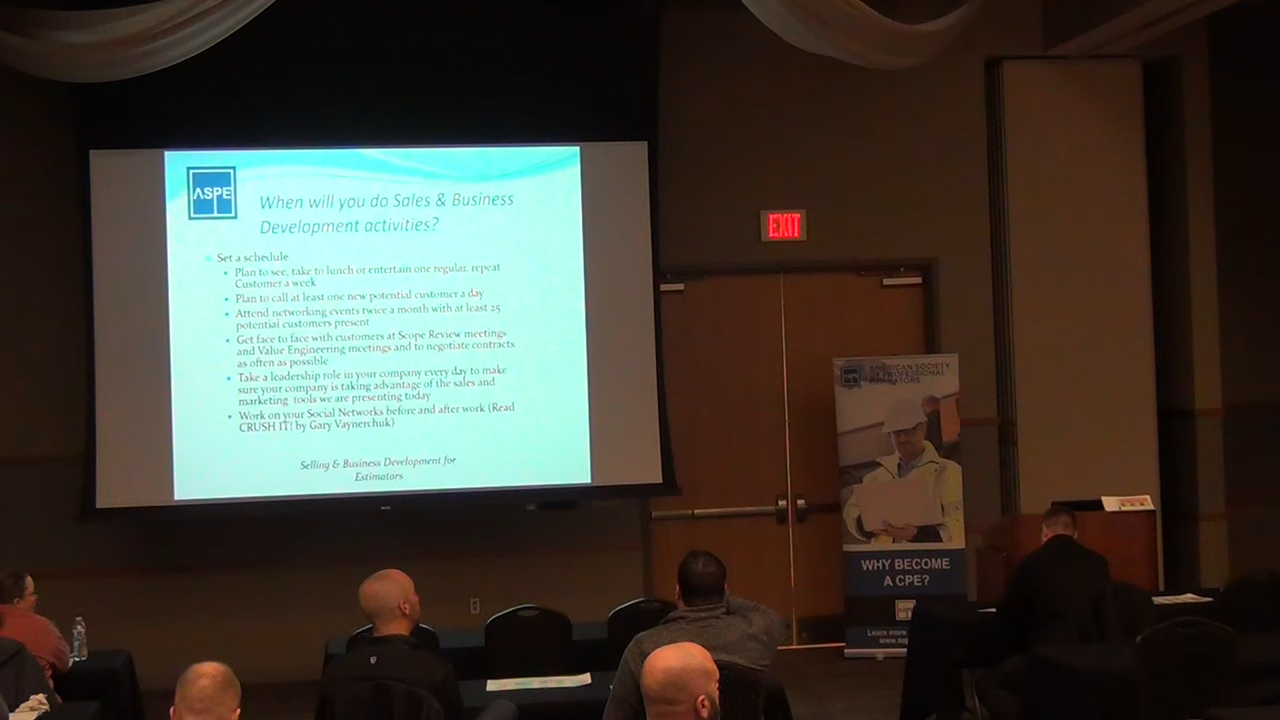 ASPE
When will you do Sales & Business
Development activities?
Set a schedule
Plan to see, take to lunch or entertain one regular, repeat
Customer a week
Plan to call at least one new potential customer a day
Attend networking events twice a month with at least 25
potential customers present
Get face to face with customers at Scope Review meetings
and Value Engineering meetings and to negotiate contracts
as often as possible
Take a leadership role in your company every day to make
sure your company is taking advantage of the sales and
marketing tools we are presenting today
Work on your Social Networks before and after work (Read
CRUSH IT! by Gary Vaynerchuk)
Selling & Business Development for
Estimators
EXIT
AMERICAN SOCIETY
OF PROFESSIONAL
ESTIMATORS
WHY BECOME
A CPE?
Learn more